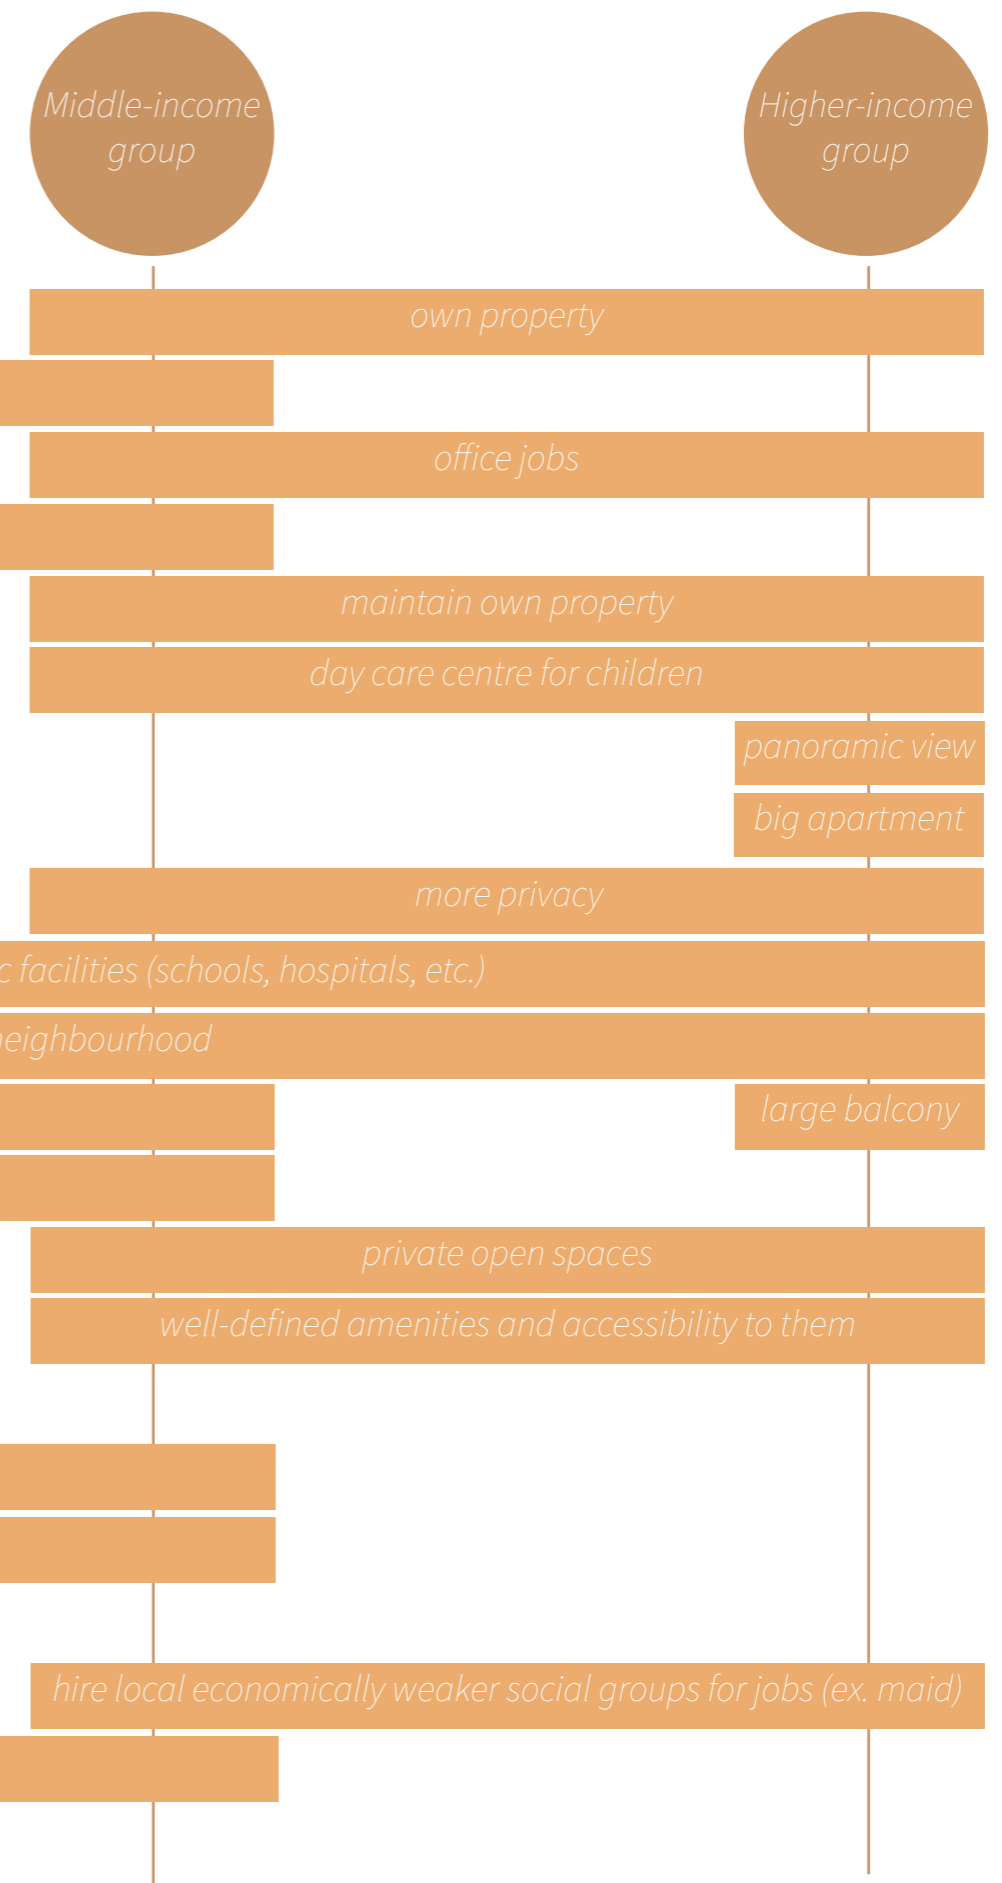 Middle-income
group
Higher-income
group
own property
office jobs
maintain own property
day care centre for children
panoramic view
big apartment
more privacy
c facilities (schools, hospitals, etc.)
neighbourhood
large balcony
private open spaces
well-defined amenities and accessibility to them
hire local economically weaker social groups for jobs (ex. maid)